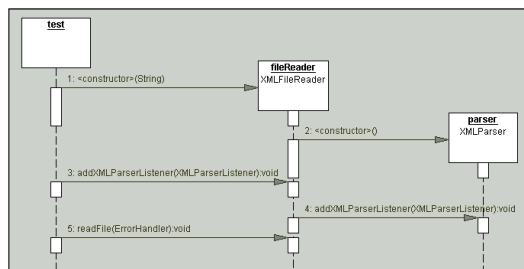 test
1: <constructor>(String)
fileReader
XMLFileReader
2: <constructor>()
parser
XMLParser
3: addXMLParserListener(XMLParserListener):void
4: addXMLParserListener(XMLParserListener):void
5: readFile(ErrorHandler):void